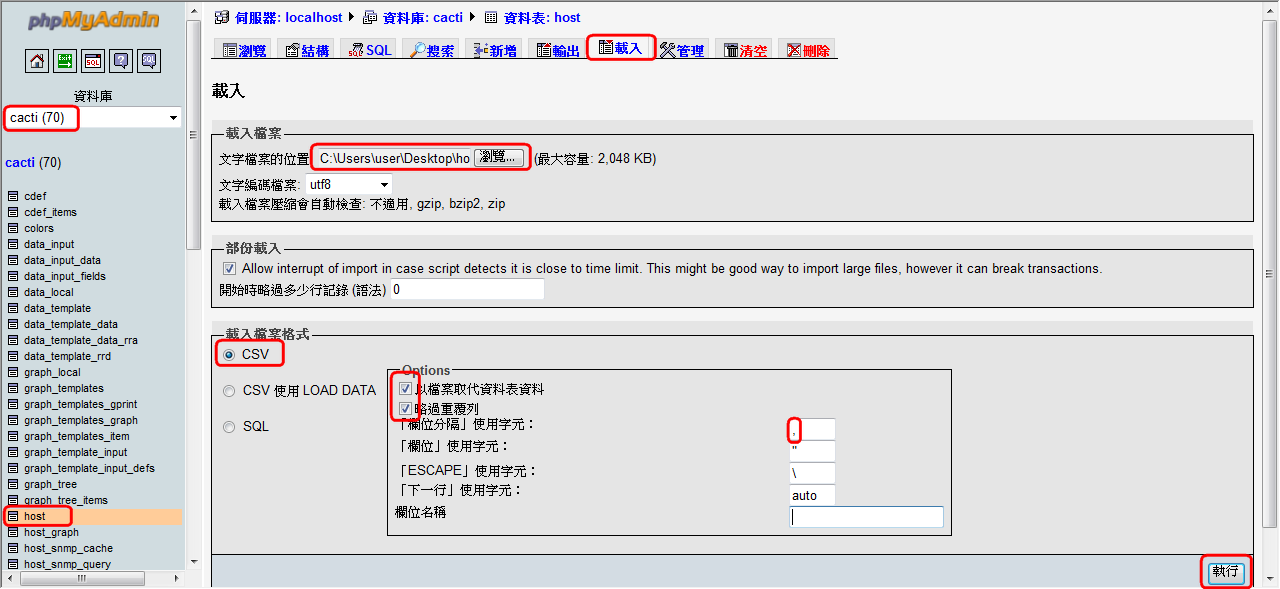 phpMyAdmin
Exit
SQL
?
SQL
資料庫
cacti (70)
cacti (70)
cdef
cdef_items
colors
data_input
data_input_data
data_input_fields
data_local
data_template
data_template_data
data_template_data_rra
data_template_rrd
graph_local
graph_templates
graph_templates_gprint
graph_templates_graph
graph_templates_item
graph_template_input
graph_template_input_defs
graph_tree
graph_tree_items
host
host_graph
host_snmp_cache
host_snmp_query
伺服器: localhost 資料庫: cacti 資料表: host
瀏覽 結構 SQL 搜索 新增 輸出 載入 管理 清空 刪除
載入
載入檔案
文字檔案的位置 C:\Users\user\Desktop\ho 瀏覽... (最大容量: 2,048 KB)
文字編碼檔案: utf8
載入檔案壓縮會自動檢查: 不適用, gzip, bzip2, zip
部份載入
Allow interrupt of import in case script detects it is close to time limit. This might be good way to import large files, however it can break transactions.
開始時略過多少行記錄 (語法) 0
載入檔案格式
CSV
CSV 使用 LOAD DATA
SQL
Options
以檔案取代資料表資料
略過重覆列
「欄位分隔」使用字元： ,
「欄位」使用字元： "
「ESCAPE」使用字元： \
「下一行」使用字元： auto
欄位名稱
執行